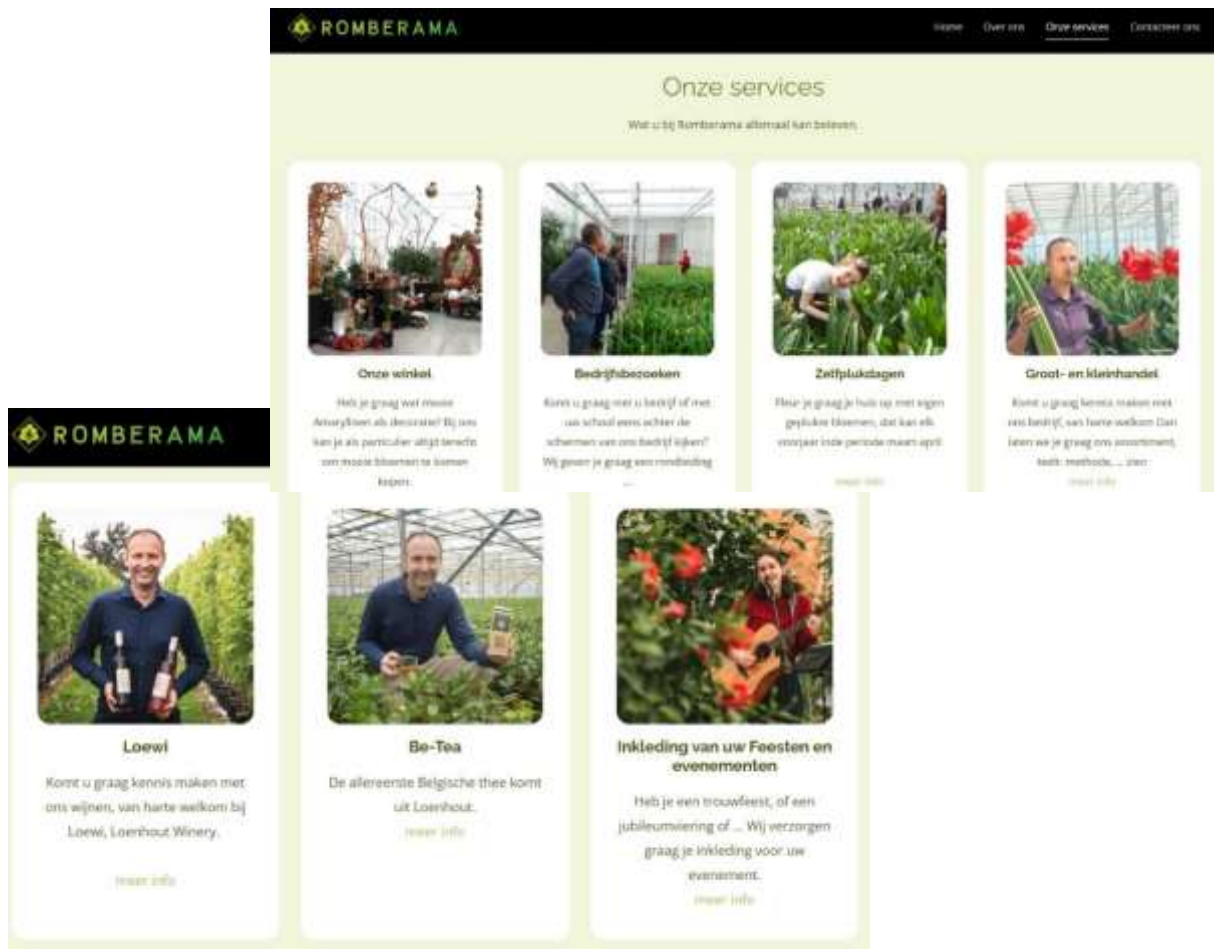 ROMBERAMA
Home Over ons Onze services Contacteer ons
Onze services
Wat u bij Romberama allemaal kan beleven.
Onze winkel
Heb je graag wat mooie
Amaryllisen als decoratie? Bij ons
kan je als particulier altijd terecht
om mooie bloemen te komen
kopen.
Bedrijfsbezoeken
Komt u graag met u bedrijf of met
uw school eens achter de
schermen van ons bedrijf kijken?
Wij geven je graag een rondleiding
...
Zelfplukdagen
Fleur je graag je huis op met eigen
geplukte bloemen, dat kan elk
voorjaar inde periode maart april
meer info
Groot- en kleinhandel
Komt u graag kennis maken met
ons bedrijf, van harte welkom Dan
laten we je graag ons assortiment,
teelt- methode, ... zien
meer info
ROMBERAMA
Loewi
Komt u graag kennis maken met
ons wijnen, van harte welkom bij
Loewi, Loenhout Winery.
meer info
Be-Tea
De allereerste Belgische thee komt
uit Loenhout.
meer info
Inkleding van uw Feesten en
evenementen
Heb je een trouwfeest, of een
jubileumviering of ... Wij verzorgen
graag je inkleding voor uw
evenement.
meer info